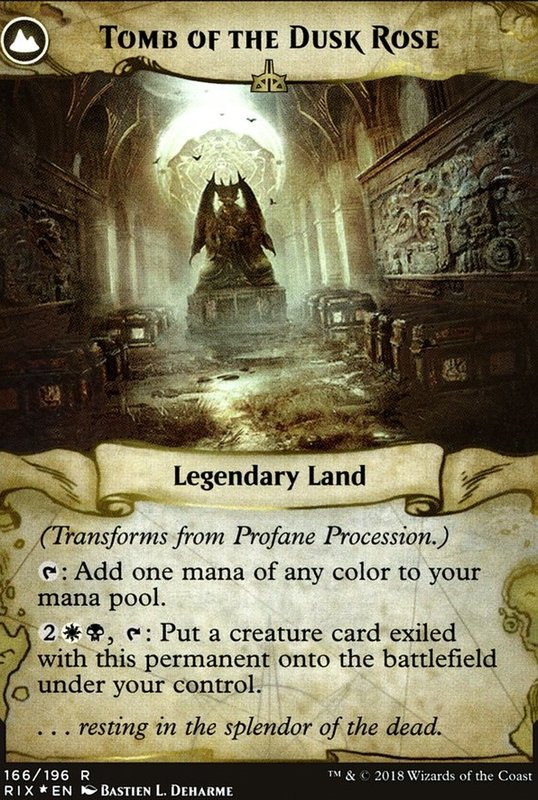 Tomb of the Dusk Rose
Legendary Land
(Transforms from Profane Procession.)
: Add one mana of any color to your
mana pool.
2, : Put a creature card exiled
with this permanent onto the battlefield
under your control.
. . . resting in the splendor of the dead.
166/196 R
RIX★EN Bastien L. Deharme
™ & © 2018 Wizards of the Coast